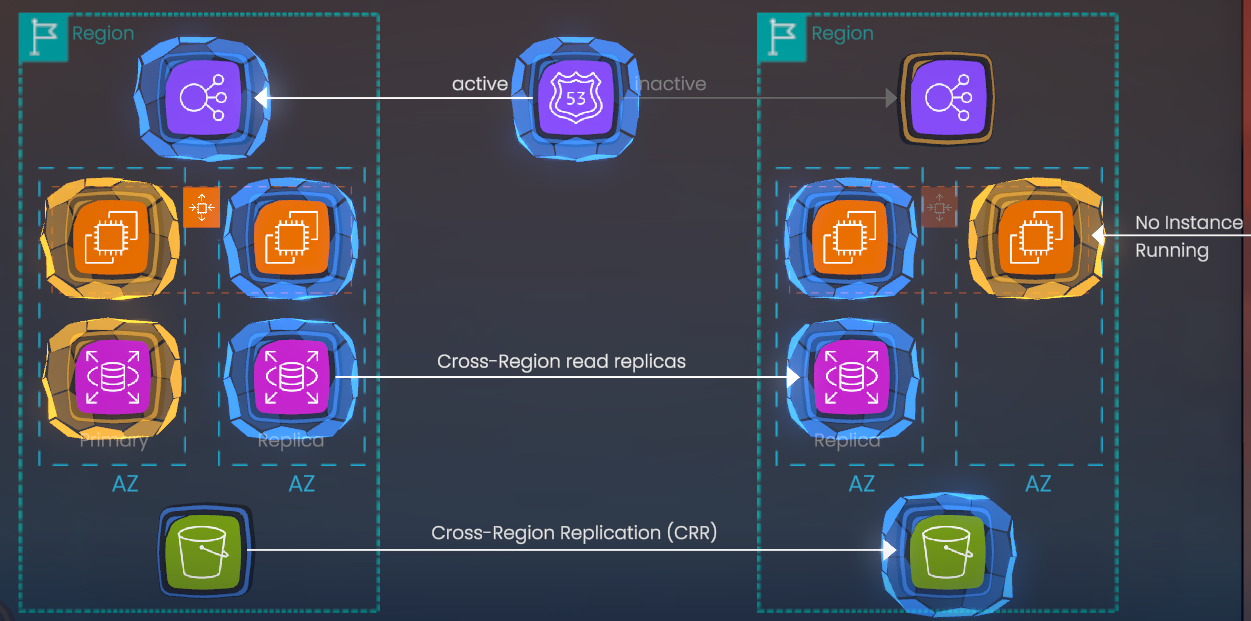 Region
Region
active
53
inactive
No Instance
Running
Cross-Region read replicas
Primary
Replica
Replica
AZ
AZ
AZ
AZ
Cross-Region Replication (CRR)